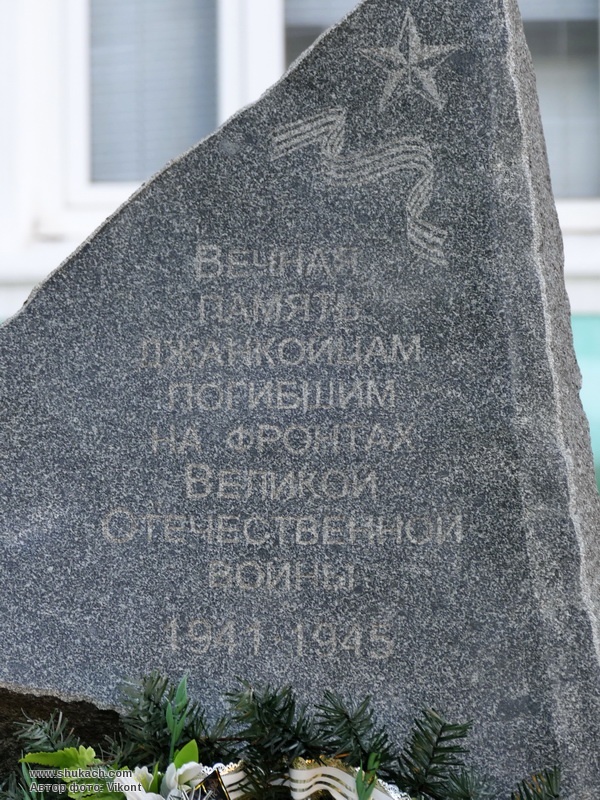 Вечная
память
джанкойцам
погибшим
на фронтах
Великой
Отечественной
войны
1941-1945
www.shukach.com
Автор фото: Vikont